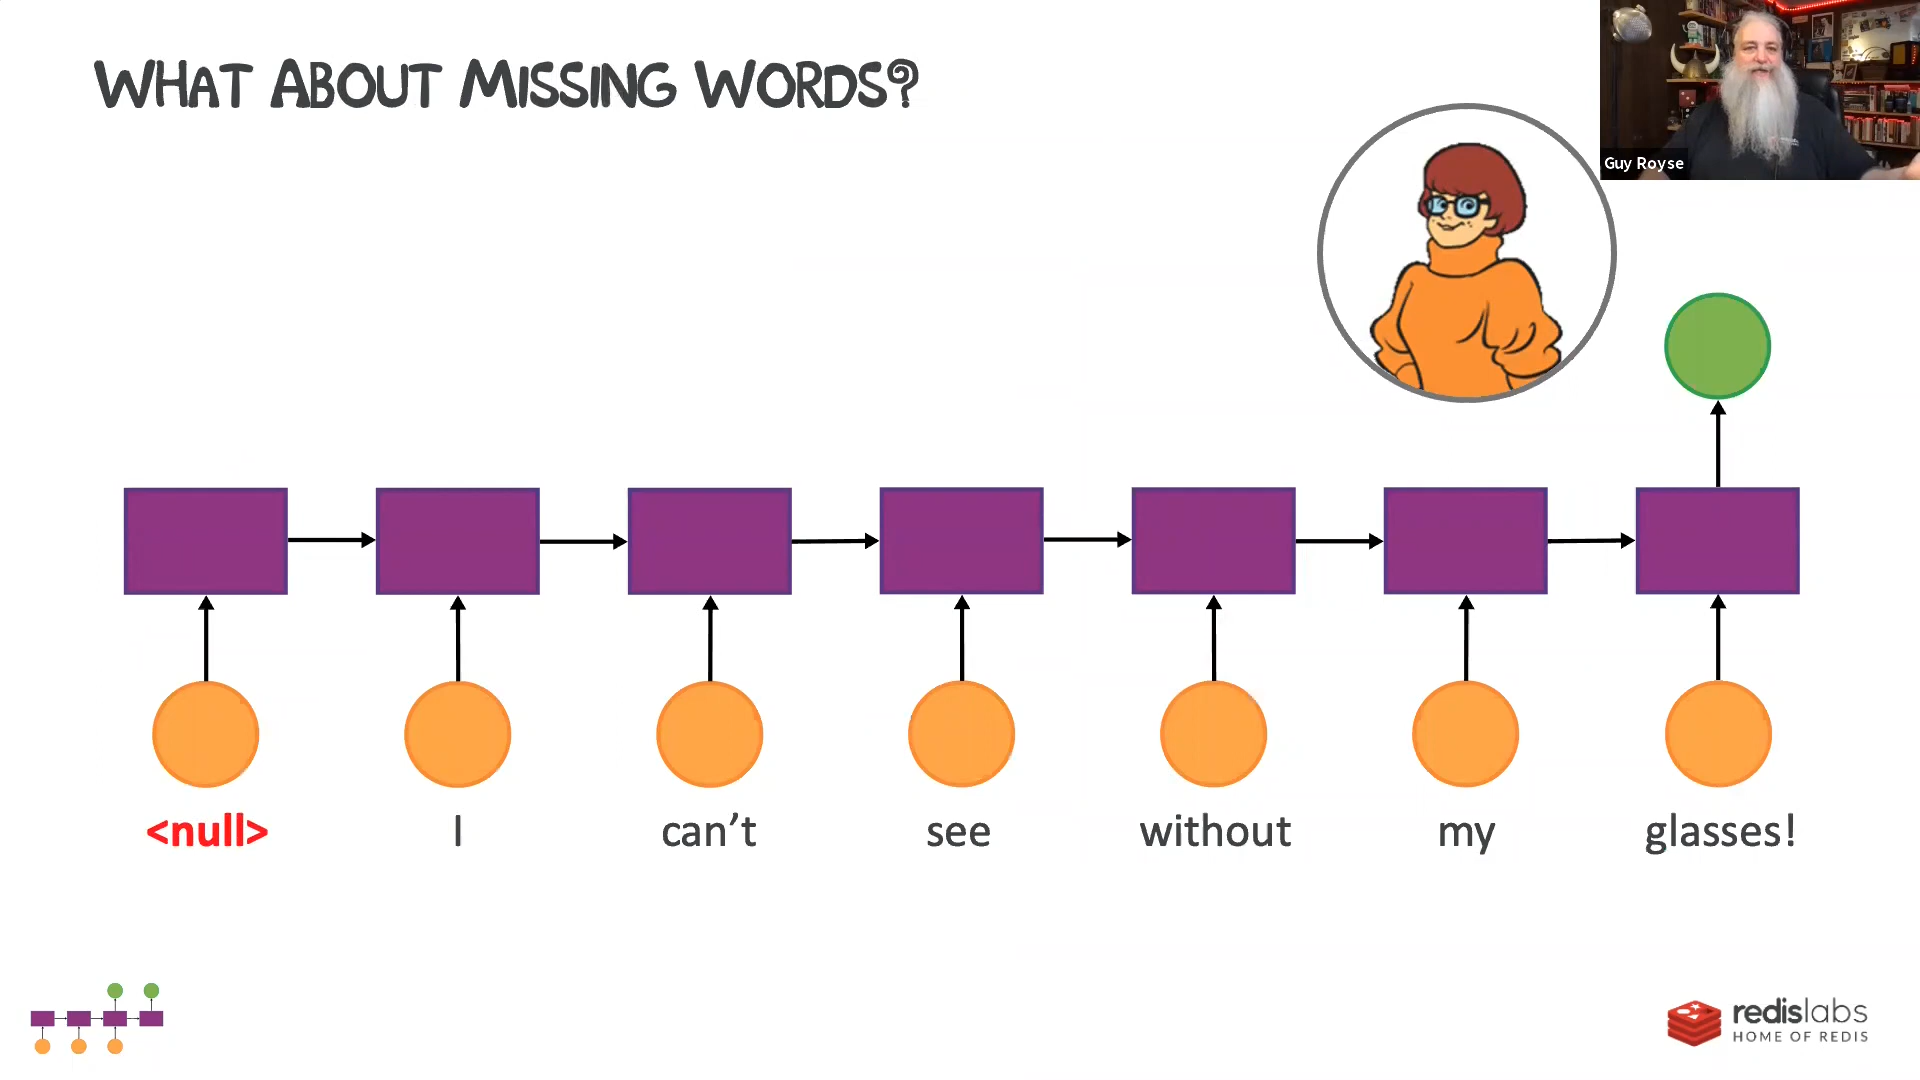 WHAT ABOUT MISSING WORDS?
Guy Royse
<null> I can’t see without my glasses!
redislabs
HOME OF REDIS